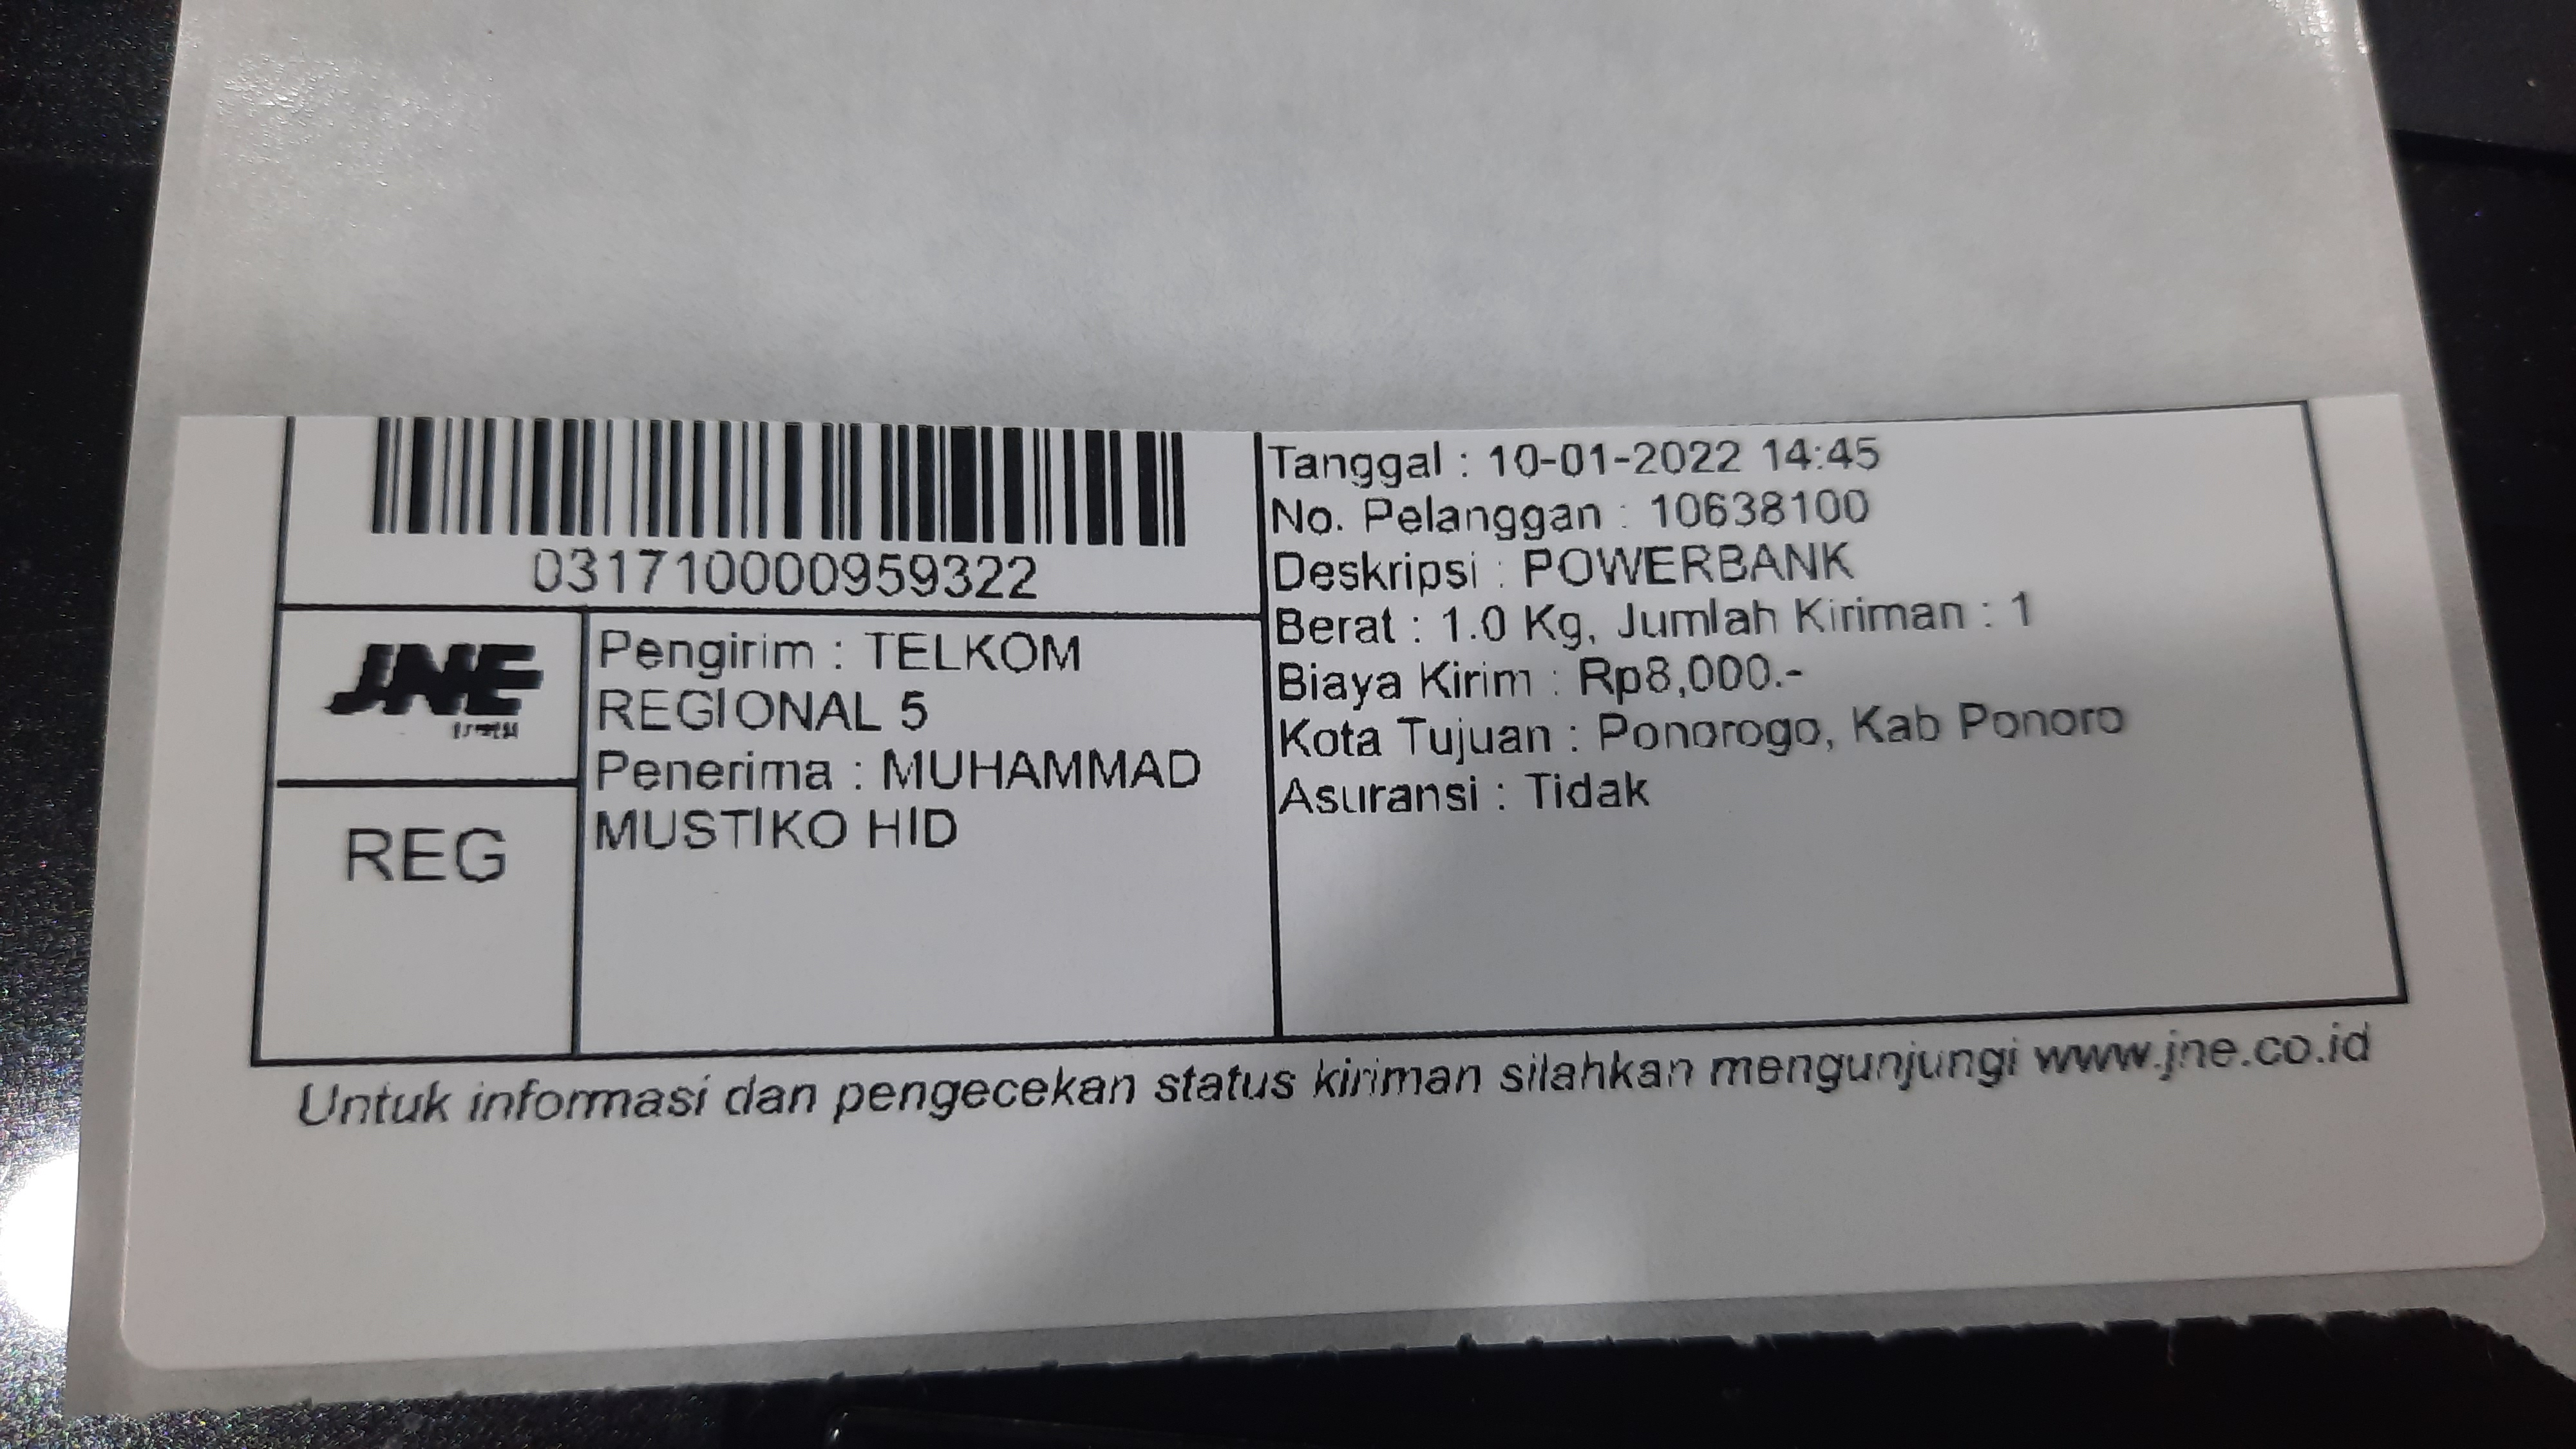 031710000959322
JNE
REG
Pengirim : TELKOM
REGIONAL 5
Penerima : MUHAMMAD
MUSTIKO HID
Tanggal : 10-01-2022 14:45
No. Pelanggan : 10638100
Deskripsi : POWERBANK
Berat : 1.0 Kg, Jumlah Kiriman : 1
Biaya Kirim : Rp8,000.-
Kota Tujuan : Ponorogo, Kab Ponoro
Asuransi : Tidak
Untuk informasi dan pengecekan status kiriman silahkan mengunjungi www.jne.co.id